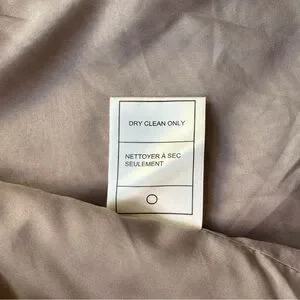 DRY CLEAN ONLY
NETTOYER À SEC
SEULEMENT